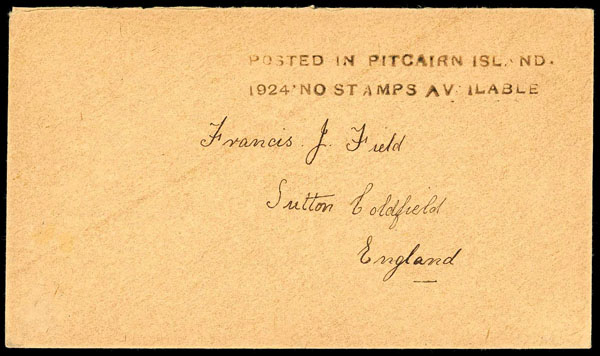 POSTED IN PITCAIRN ISLAND.
1924 NO STAMPS AVAILABLE
Francis. J. Field
Sutton Coldfield
England